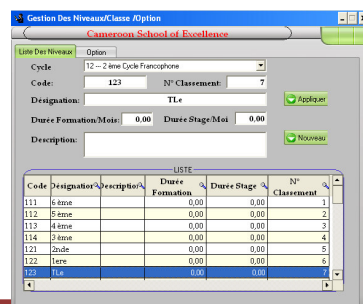 Gestion Des Niveaux/Classe /Option
Cameroon School of Excellence
Liste Des Niveaux Option
Cycle 12 --- 2 ème Cycle Francophone
Code: 123 N° Classement: 7
Désignation: TLe Appliquer
Durée Formation/Mois: 0,00 Durée Stage/Moi 0,00
Description: Nouveau
LISTE
Code Désignation Description Durée Formation Durée Stage N° Classement
111 6 ème 0,00 0,00 1
112 5 ème 0,00 0,00 2
113 4 ème 0,00 0,00 3
114 3 ème 0,00 0,00 4
121 2nde 0,00 0,00 5
122 1ere 0,00 0,00 6
123 TLe 0,00 0,00 7